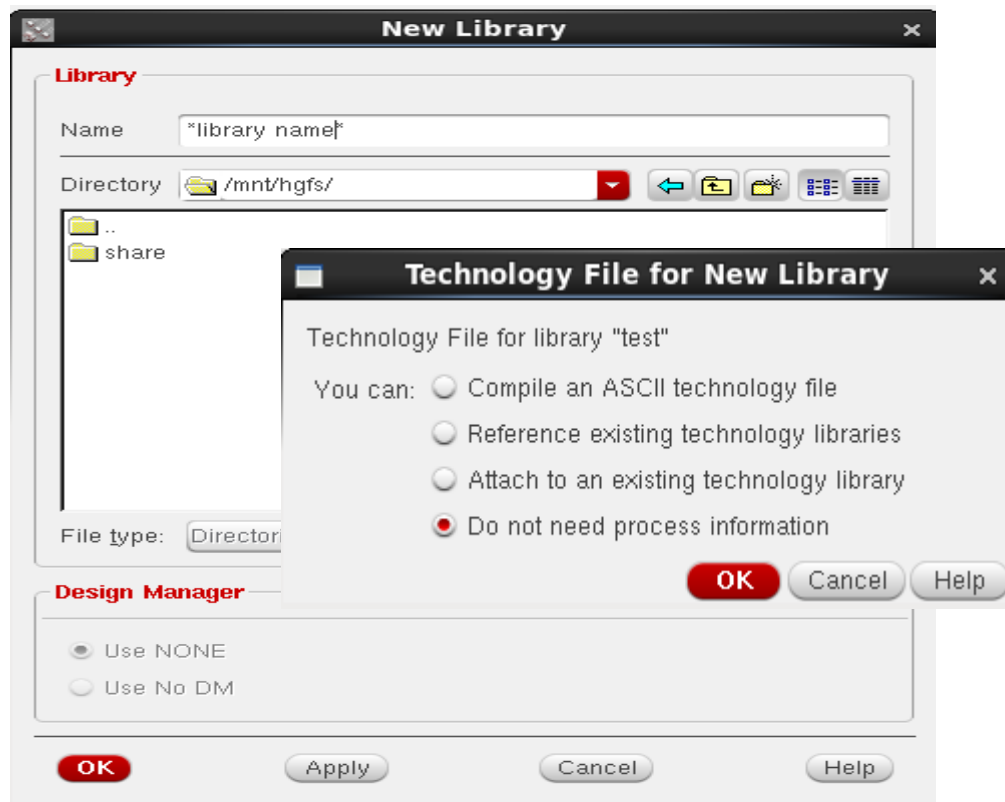 New Library
Library
Name *library name*
Directory /mnt/hgfs/
..
share
File type: Directori
Technology File for New Library
Technology File for library "test"
You can: Compile an ASCII technology file
Reference existing technology libraries
Attach to an existing technology library
Do not need process information
OK Cancel Help
Design Manager
Use NONE
Use No DM
OK Apply Cancel Help